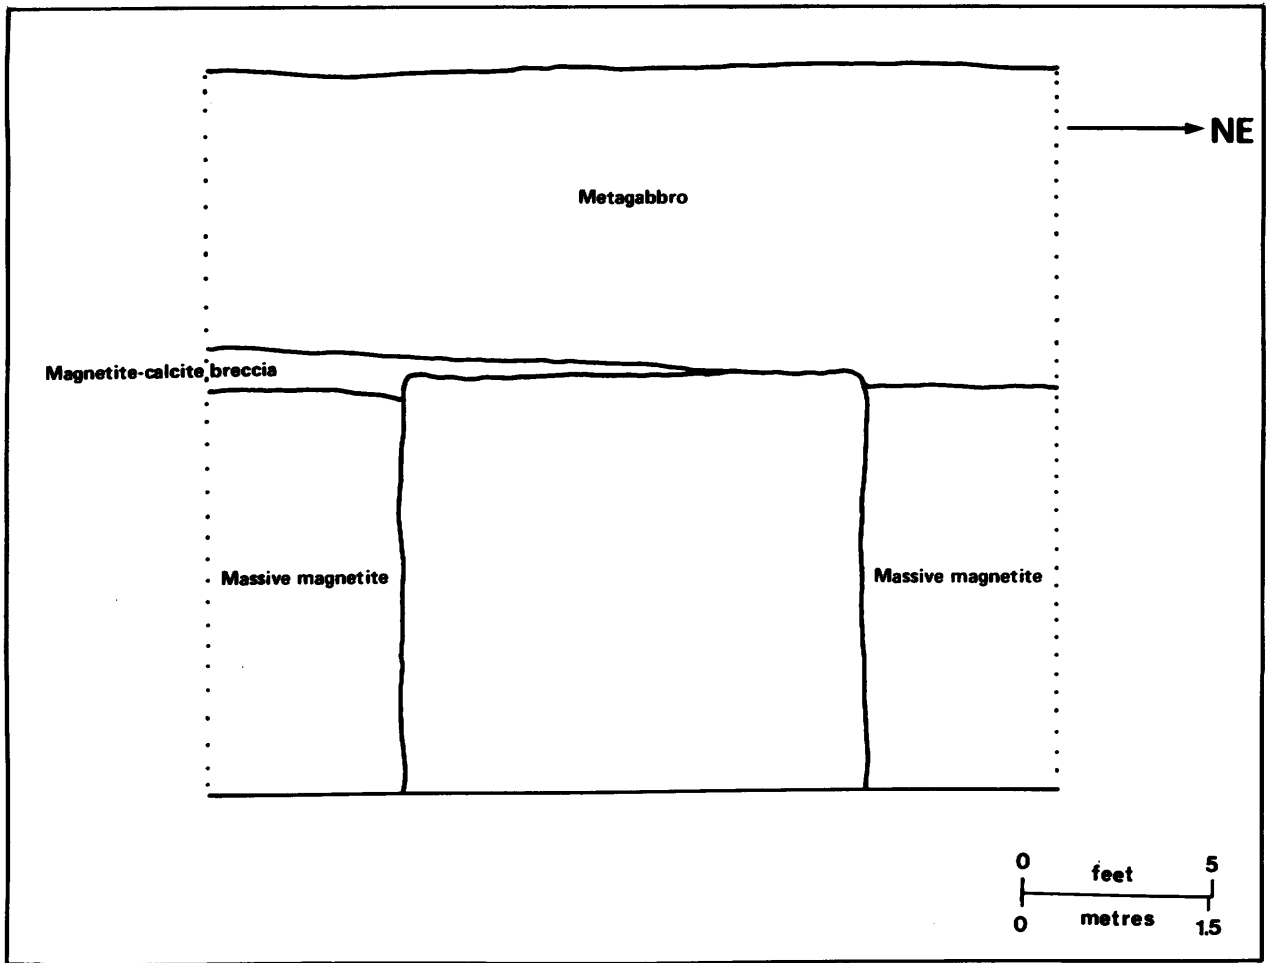 NE
Metagabbro
Magnetite-calcite breccia
Massive magnetite
Massive magnetite
0 5
feet
metres
0 1.5